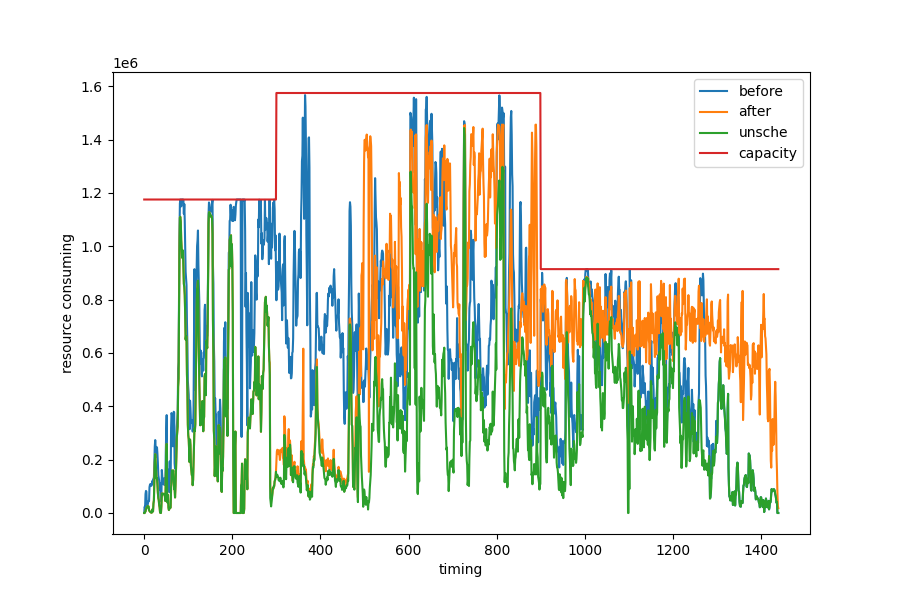 1e6
1.6
1.4
1.2
1.0
0.8
0.6
0.4
0.2
0.0
resource consuming
before
after
unsche
capacity
0 200 400 600 800 1000 1200 1400
timing